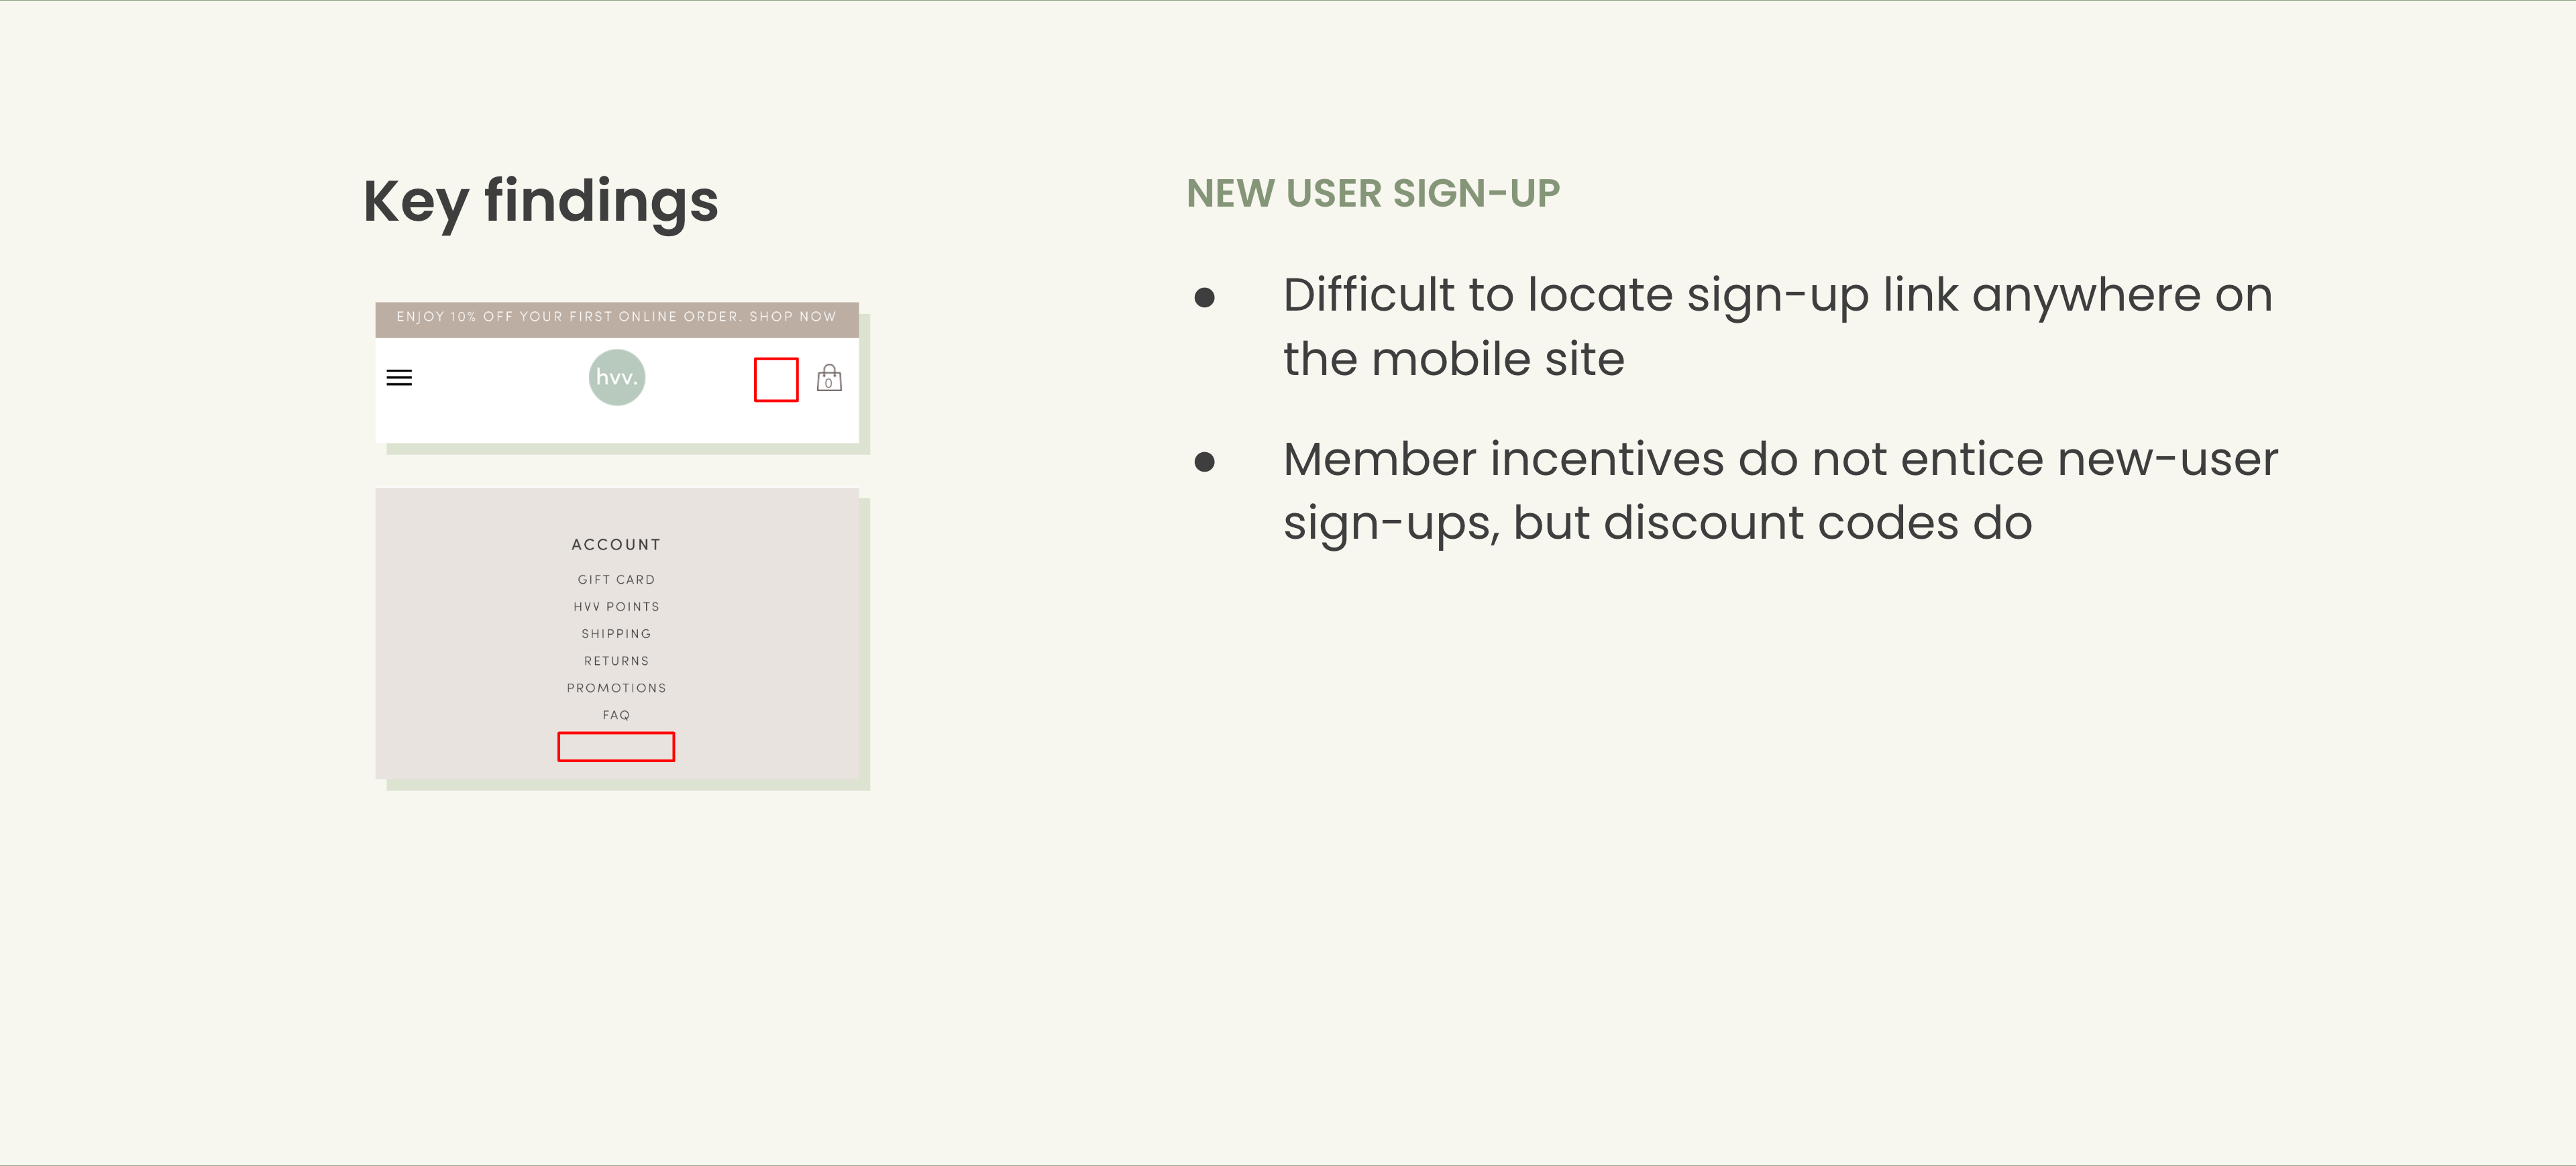 Key findings
ENJOY 10% OFF YOUR FIRST ONLINE ORDER. SHOP NOW
hvv.
0
ACCOUNT
GIFT CARD
HVV POINTS
SHIPPING
RETURNS
PROMOTIONS
FAQ
NEW USER SIGN-UP
● Difficult to locate sign-up link anywhere on
the mobile site
● Member incentives do not entice new-user
sign-ups, but discount codes do